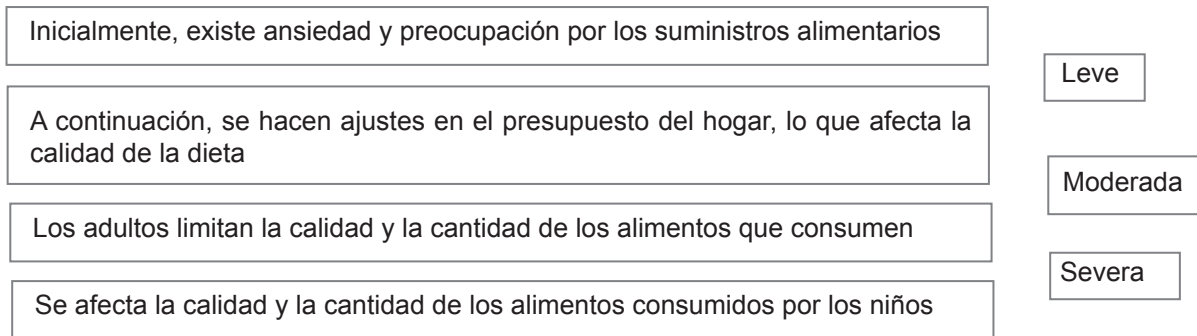 Inicialmente, existe ansiedad y preocupación por los suministros alimentarios
Leve
A continuación, se hacen ajustes en el presupuesto del hogar, lo que afecta la
calidad de la dieta
Moderada
Los adultos limitan la calidad y la cantidad de los alimentos que consumen
Severa
Se afecta la calidad y la cantidad de los alimentos consumidos por los niños